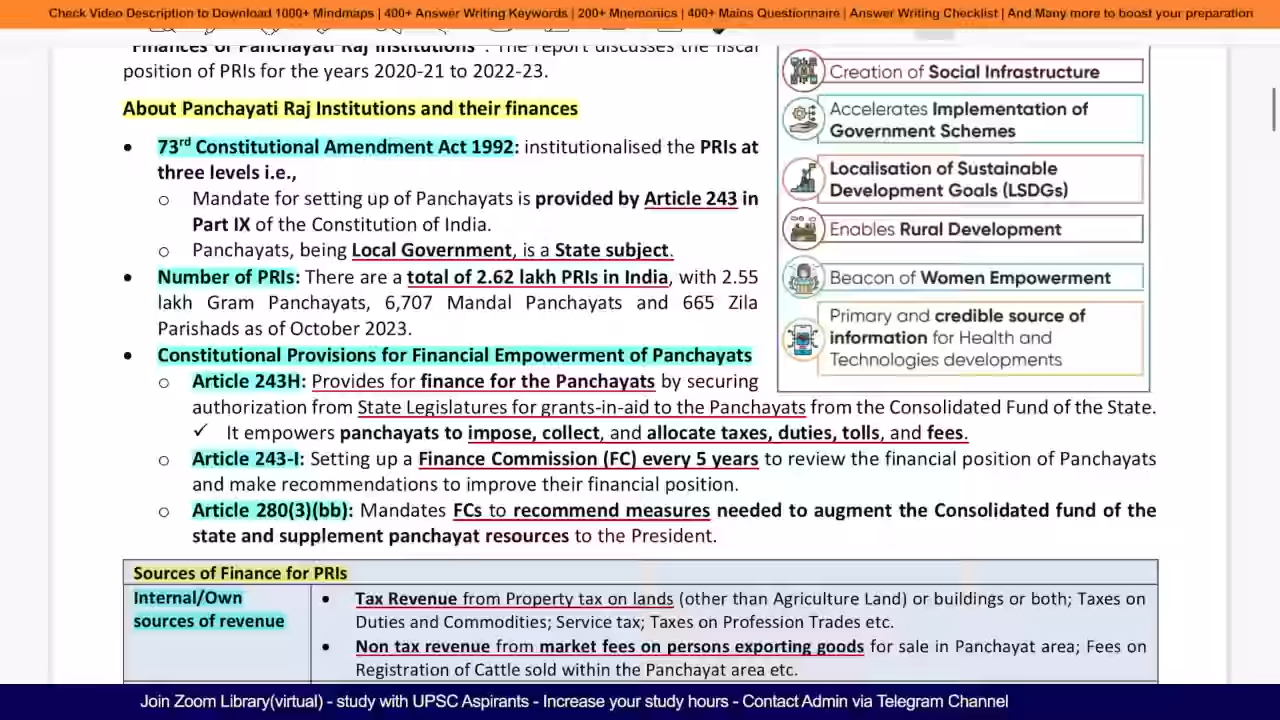 Check Video Description to Download 1000+ Mindmaps | 400+ Answer Writing Keywords | 200+ Mnemonics | 400+ Mains Questionnaire | Answer Writing Checklist | And Many more to boost your preparation
"Finances of Panchayati Raj Institutions". The report discusses the fiscal
position of PRIs for the years 2020-21 to 2022-23.
About Panchayati Raj Institutions and their finances
• 73rd Constitutional Amendment Act 1992: institutionalised the PRIs at
three levels i.e.,
o Mandate for setting up of Panchayats is provided by Article 243 in
Part IX of the Constitution of India.
o Panchayats, being Local Government, is a State subject.
• Number of PRIs: There are a total of 2.62 lakh PRIs in India, with 2.55
lakh Gram Panchayats, 6,707 Mandal Panchayats and 665 Zila
Parishads as of October 2023.
• Constitutional Provisions for Financial Empowerment of Panchayats
o Article 243H: Provides for finance for the Panchayats by securing
authorization from State Legislatures for grants-in-aid to the Panchayats from the Consolidated Fund of the State.
✓ It empowers panchayats to impose, collect, and allocate taxes, duties, tolls, and fees.
o Article 243-I: Setting up a Finance Commission (FC) every 5 years to review the financial position of Panchayats
and make recommendations to improve their financial position.
o Article 280(3)(bb): Mandates FCs to recommend measures needed to augment the Consolidated fund of the
state and supplement panchayat resources to the President.
Creation of Social Infrastructure
Accelerates Implementation of
Government Schemes
Localisation of Sustainable
Development Goals (LSDGs)
Enables Rural Development
Beacon of Women Empowerment
Primary and credible source of
information for Health and
Technologies developments
Sources of Finance for PRIs
Internal/Own
sources of revenue
• Tax Revenue from Property tax on lands (other than Agriculture Land) or buildings or both; Taxes on
Duties and Commodities; Service tax; Taxes on Profession Trades etc.
• Non tax revenue from market fees on persons exporting goods for sale in Panchayat area; Fees on
Registration of Cattle sold within the Panchayat area etc.
Join Zoom Library(virtual) - study with UPSC Aspirants - Increase your study hours - Contact Admin via Telegram Channel